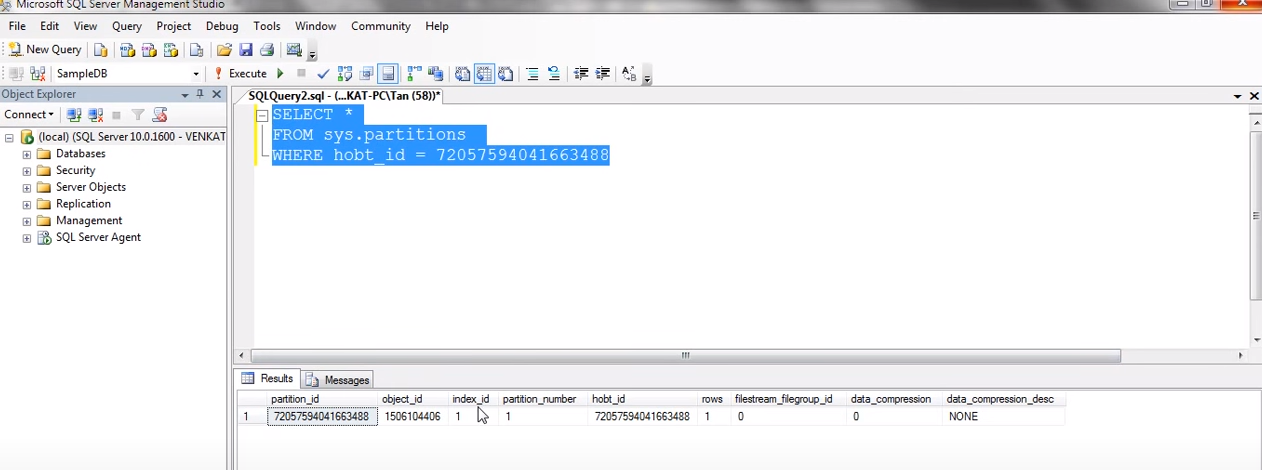 Microsoft SQL Server Management Studio
File Edit View Query Project Debug Tools Window Community Help
New Query
SampleDB Execute
Object Explorer
SQLQuery2.sql - (...KAT-PC\Tan (58))*
Connect
(local) (SQL Server 10.0.1600 - VENKAT
Databases
Security
Server Objects
Replication
Management
SQL Server Agent
SELECT *
FROM sys.partitions
WHERE hobt_id = 72057594041663488
Results Messages
partition_id object_id index_id partition_number hobt_id rows filestream_filegroup_id data_compression data_compression_desc
1 72057594041663488 1506104406 1 1 72057594041663488 1 0 0 NONE